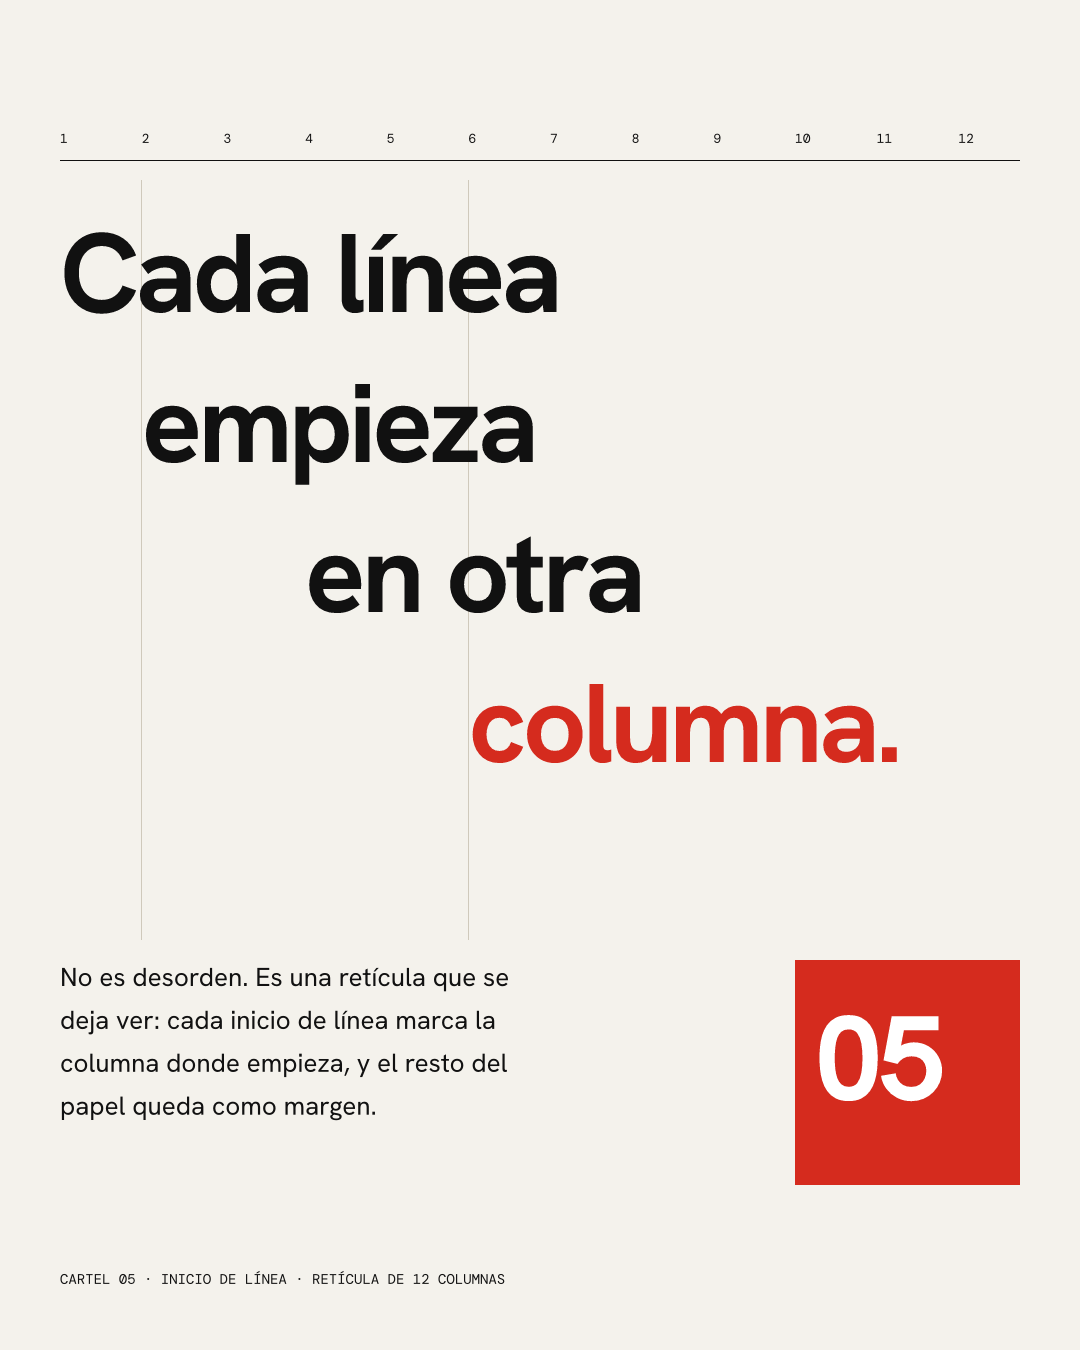 1 2 3 4 5 6 7 8 9 10 11 12
Cada línea
empieza
en otra
columna.
No es desorden. Es una retícula que se
deja ver: cada inicio de línea marca la
columna donde empieza, y el resto del
papel queda como margen.
05
CARTEL 05 · INICIO DE LÍNEA · RETÍCULA DE 12 COLUMNAS